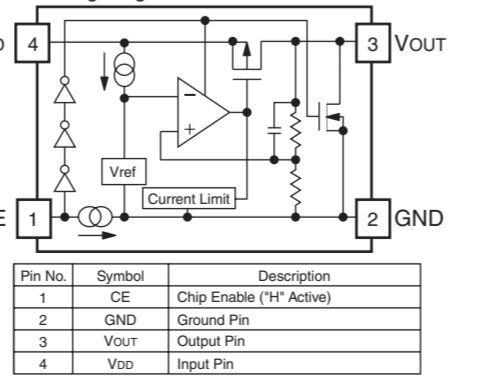 D 4 3 VOUT
Vref
Current Limit
E 1 2 GND
Pin No. Symbol Description
1 CE Chip Enable ("H" Active)
2 GND Ground Pin
3 VOUT Output Pin
4 VDD Input Pin